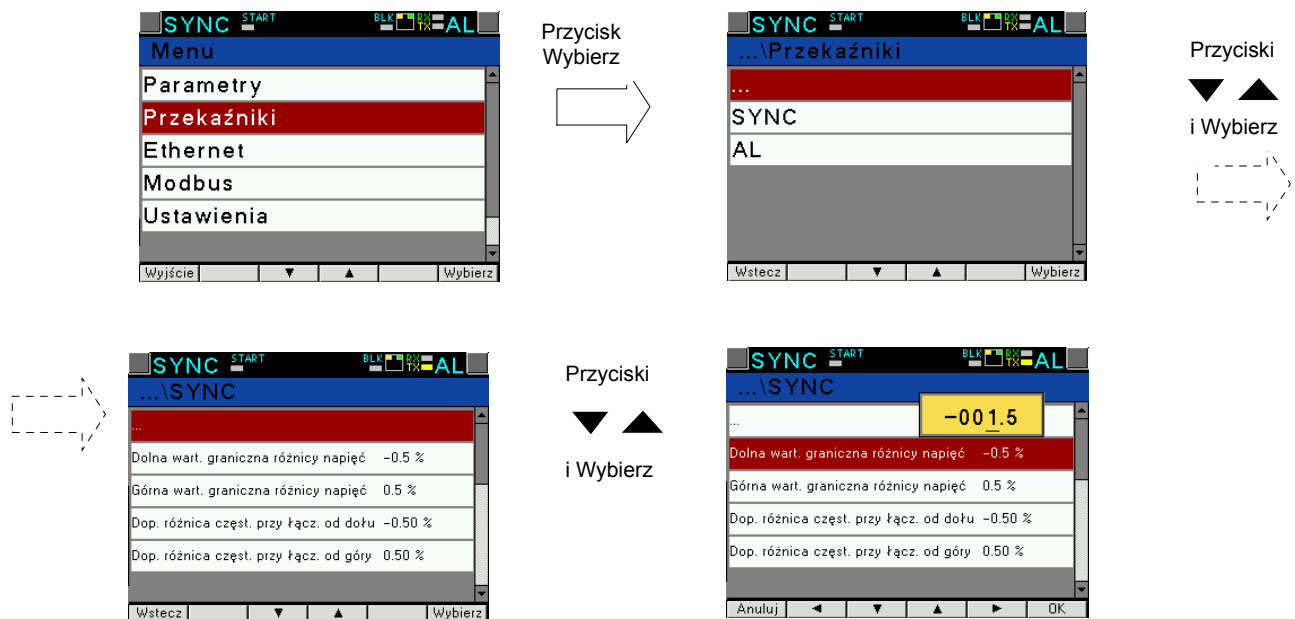 SYNC START BLK RX TX AL
Menu
Parametry
Przekaźniki
Ethernet
Modbus
Ustawienia
Wyjście ▼ ▲ Wybierz
Przycisk
Wybierz
SYNC START BLK RX TX AL
...\Przekaźniki
...
SYNC
AL
Wstecz ▼ ▲ Wybierz
Przyciski
▼ ▲
i Wybierz
SYNC START BLK RX TX AL
...\SYNC
...
Dolna wart. graniczna różnicy napięć -0.5 %
Górna wart. graniczna różnicy napięć 0.5 %
Dop. różnica częst. przy łącz. od dołu -0.50 %
Dop. różnica częst. przy łącz. od góry 0.50 %
Wstecz ▼ ▲ Wybierz
Przyciski
▼ ▲
i Wybierz
SYNC START BLK RX TX AL
...\SYNC
... -001.5
Dolna wart. graniczna różnicy napięć -0.5 %
Górna wart. graniczna różnicy napięć 0.5 %
Dop. różnica częst. przy łącz. od dołu -0.50 %
Dop. różnica częst. przy łącz. od góry 0.50 %
Anuluj ◄ ▼ ▲ ► OK